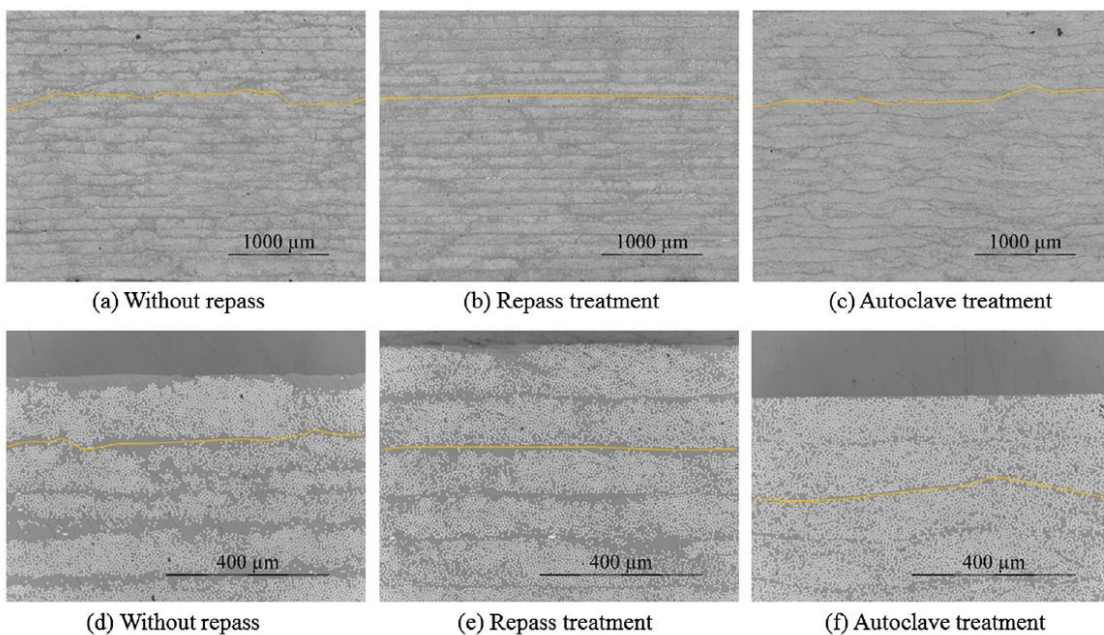 1000 µm
1000 µm
1000 µm
(a) Without repass
(b) Repass treatment
(c) Autoclave treatment
400 µm
400 µm
400 µm
(d) Without repass
(e) Repass treatment
(f) Autoclave treatment